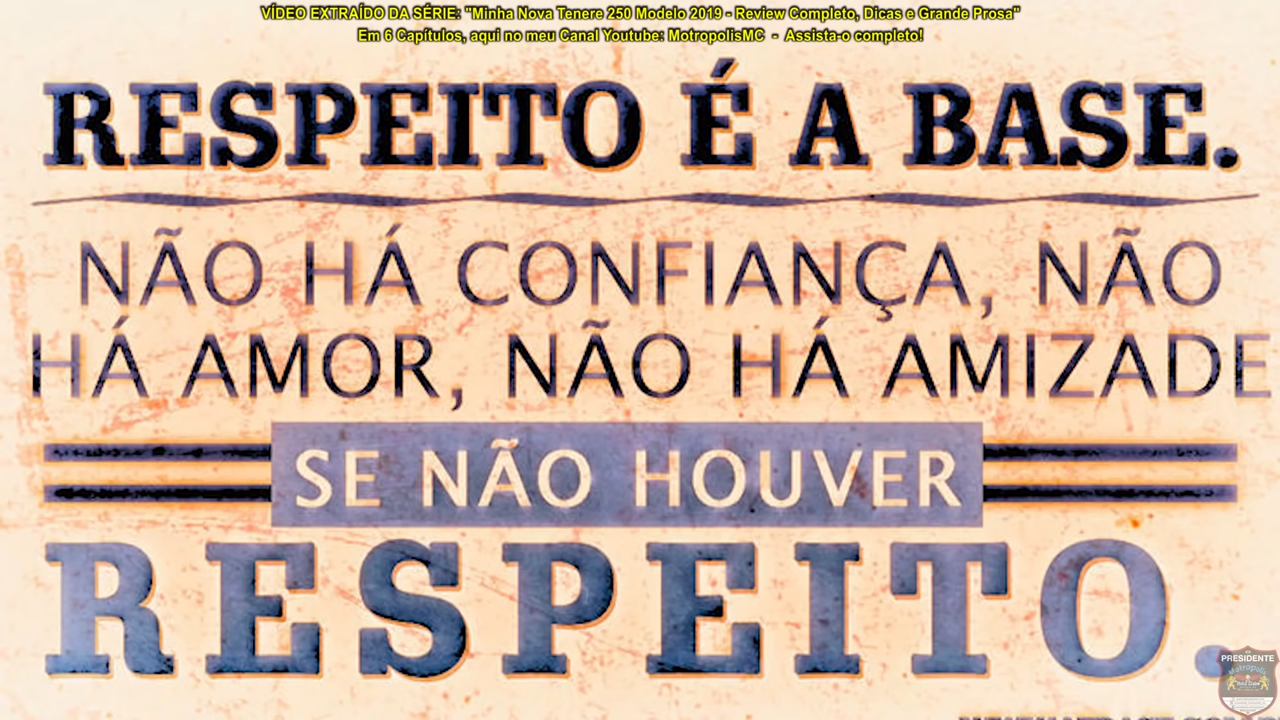 VÍDEO EXTRAÍDO DA SÉRIE: "Minha Nova Tenere 250 Modelo 2019 - Review Completo, Dicas e Grande Prosa"
Em 6 Capítulos, aqui no meu Canal Youtube: MotropolisMC - Assista-o completo!
RESPEITO É A BASE.
NÃO HÁ CONFIANÇA, NÃO
HÁ AMOR, NÃO HÁ AMIZADE
SE NÃO HOUVER
RESPEITO.
PRESIDENTE
Motropolis